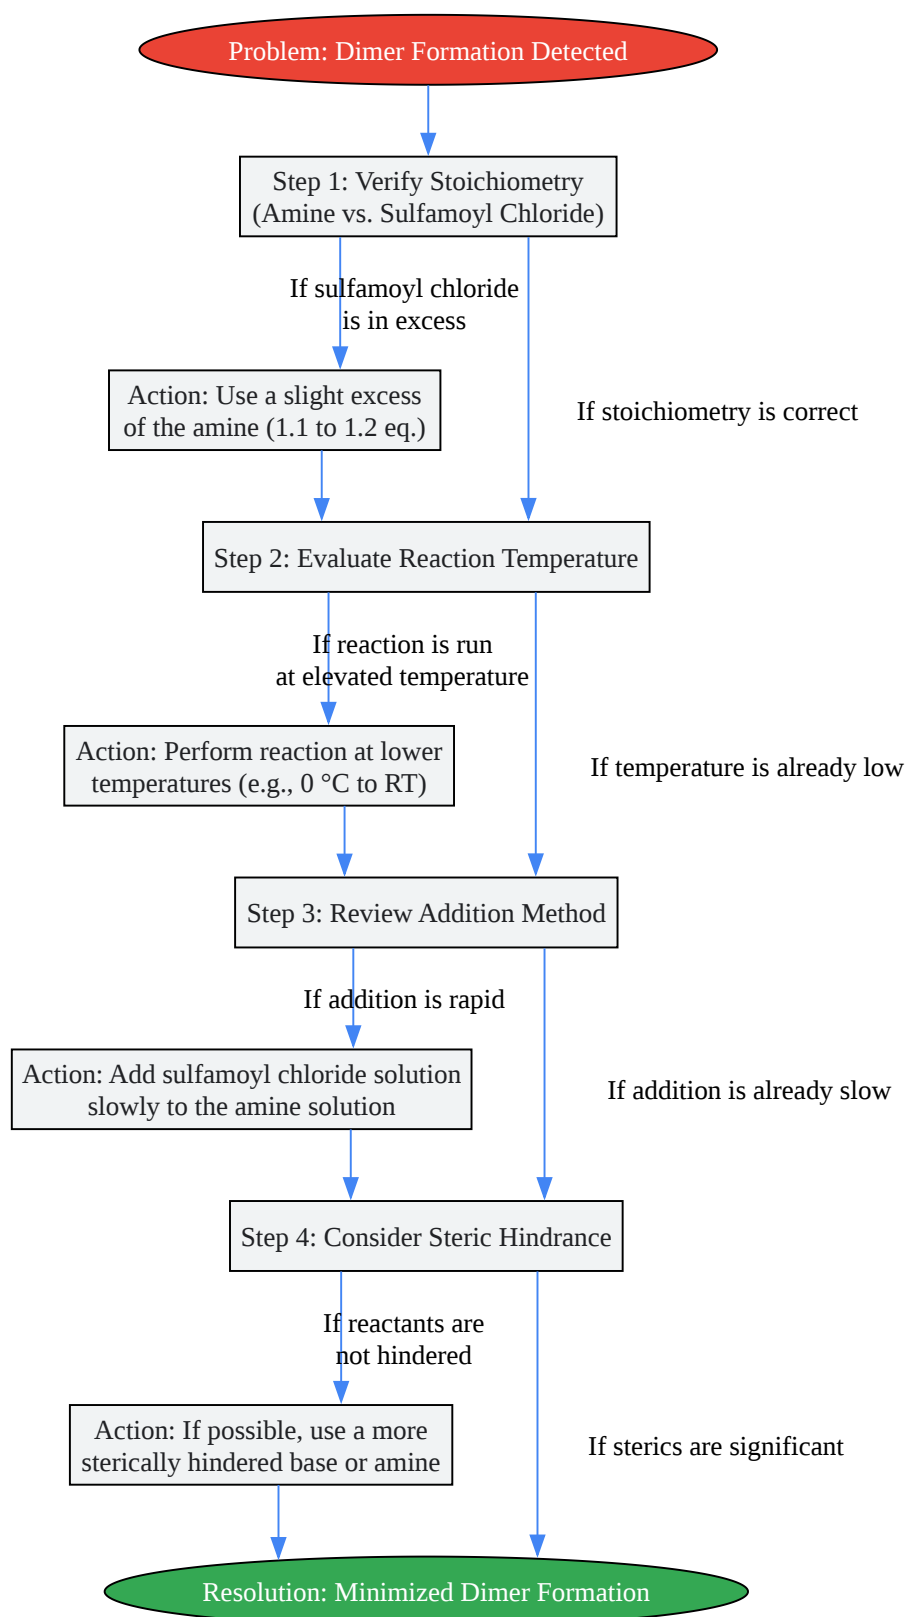 Problem: Dimer Formation Detected
Step 1: Verify Stoichiometry
(Amine vs. Sulfamoyl Chloride)
If sulfamoyl chloride
is in excess
Action: Use a slight excess
of the amine (1.1 to 1.2 eq.)
If stoichiometry is correct
Step 2: Evaluate Reaction Temperature
If reaction is run
at elevated temperature
Action: Perform reaction at lower
temperatures (e.g., 0 °C to RT)
If temperature is already low
Step 3: Review Addition Method
If addition is rapid
Action: Add sulfamoyl chloride solution
slowly to the amine solution
If addition is already slow
Step 4: Consider Steric Hindrance
If reactants are
not hindered
Action: If possible, use a more
sterically hindered base or amine
If sterics are significant
Resolution: Minimized Dimer Formation